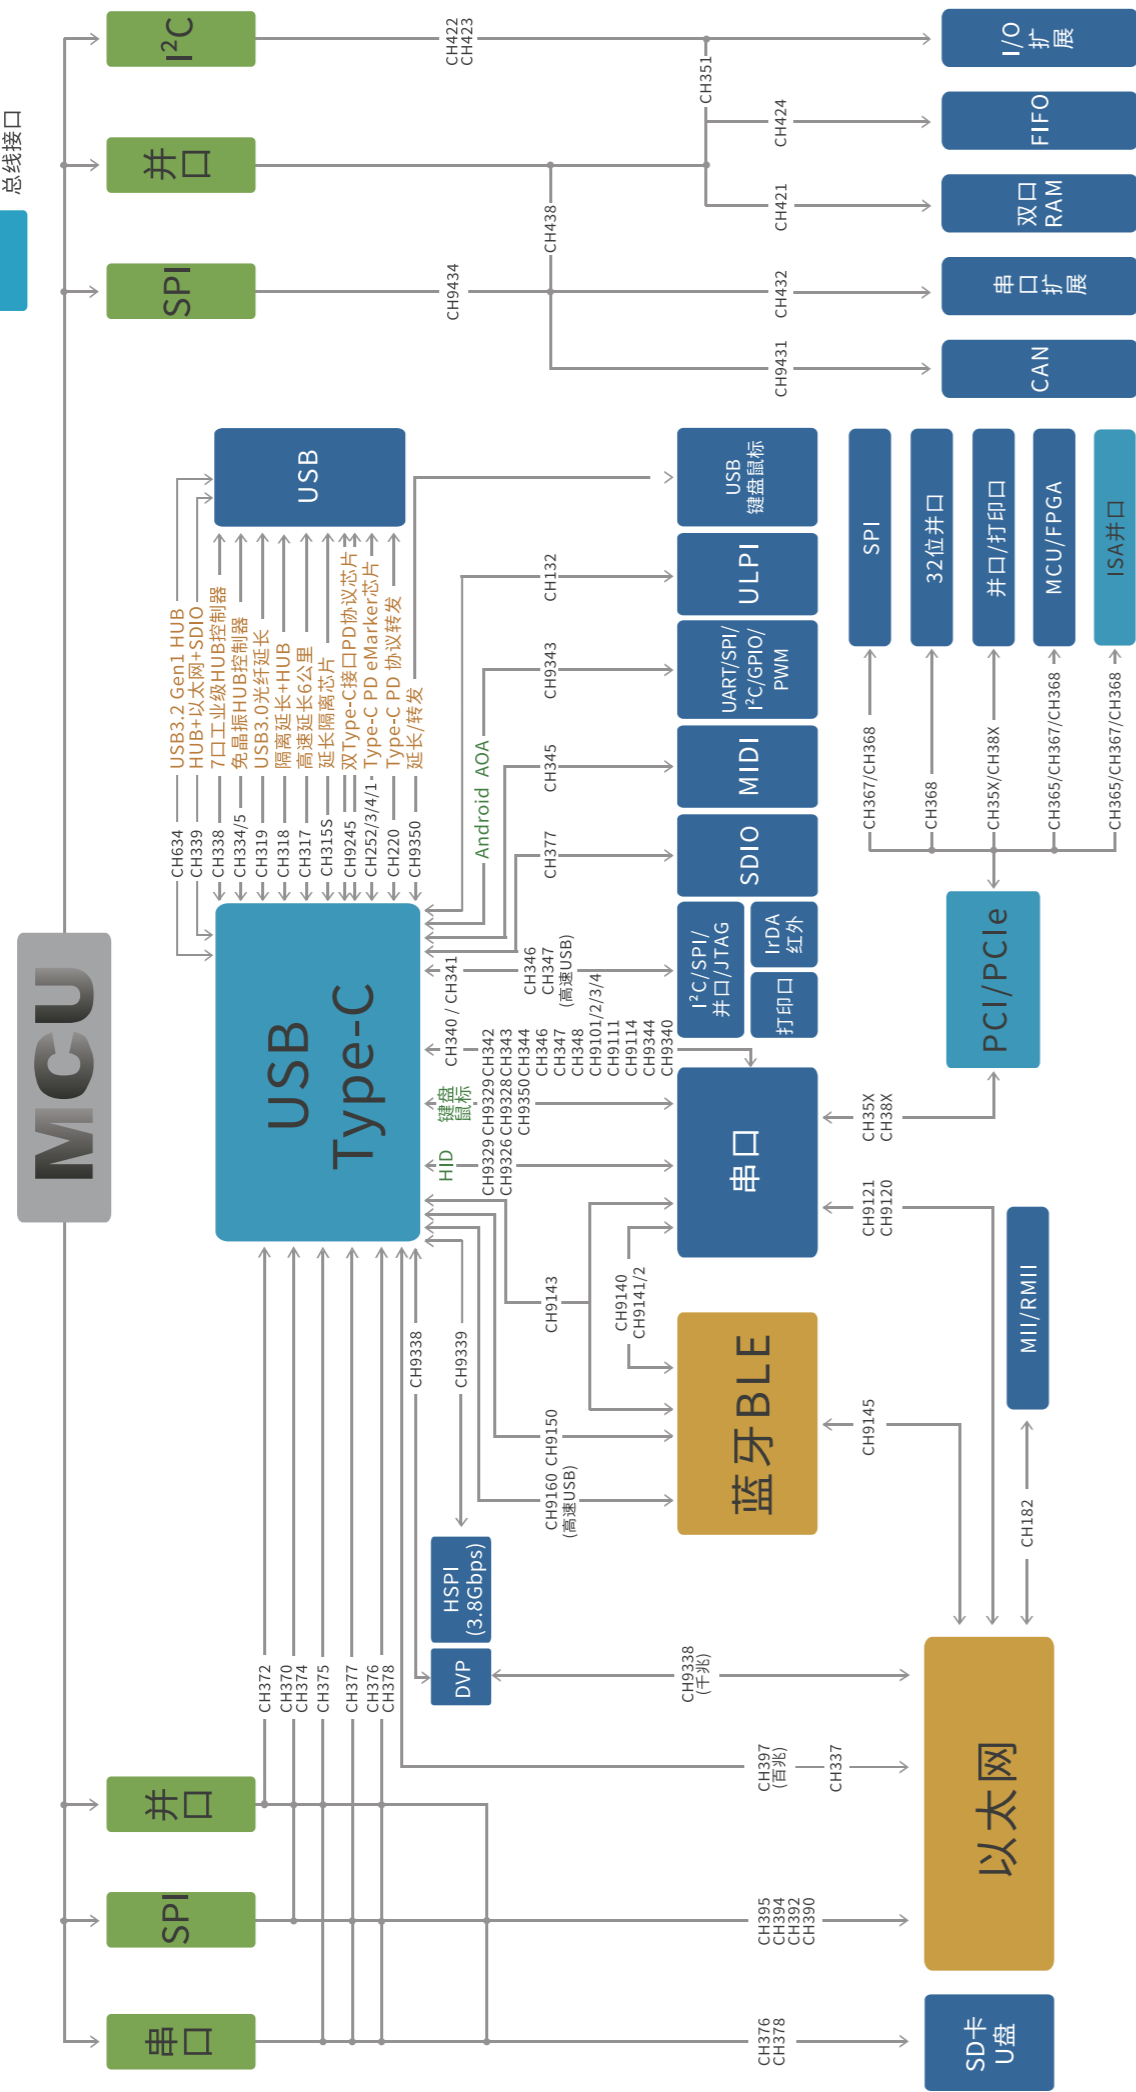 总线接口
MCU
I²C
并口
SPI
CH422
CH423
CH351
CH424
CH421
CH438
CH9434
CH432
CH9431
I/O
扩展
FIFO
双口
RAM
串口
扩展
CAN
USB
USB3.2 Gen1 HUB
HUB+以太网+SDIO
7口工业级HUB控制器
免晶振HUB控制器
USB3.0光纤延长
隔离延长+HUB
高速延长6公里
延长隔离芯片
双Type-C接口PD协议芯片
Type-C PD eMarker芯片
Type-C PD 协议转发
延长/转发
CH634
CH339
CH338
CH334/5
CH319
CH318
CH317
CH315S
CH9245
CH252/3/4/1
CH220
CH9350
USB
Type-C
Android AOA
CH132
CH9343
CH345
CH377
CH346
CH347
(高速USB)
CH340 / CH341
CH342
CH343
CH344
CH346
CH347
CH348
CH9101/2/3/4
CH9111
CH9114
CH9344
CH9340
键盘
鼠标
CH9329
CH9328
CH9350
HID
CH9329
CH9326
USB
键盘鼠标
ULPI
UART/SPI/
I²C/GPIO/
PWM
MIDI
SDIO
I²C/SPI/
并口/JTAG
IrDA
红外
打印口
串口
蓝牙BLE
SPI
32位并口
并口/打印口
MCU/FPGA
ISA并口
CH367/CH368
CH368
CH35X/CH38X
CH365/CH367/CH368
CH365/CH367/CH368
PCI/PCIe
CH35X
CH38X
CH9121
CH9120
MII/RMII
CH9145
CH182
CH9143
CH9140
CH9141/2
CH9150
CH9160
(高速USB)
CH9338
CH9339
HSPI
(3.8Gbps)
DVP
CH9338
(千兆)
CH397
(百兆)
CH337
CH372
CH370
CH374
CH375
CH377
CH376
CH378
并口
SPI
串口
CH395
CH394
CH392
CH390
CH376
CH378
以太网
SD卡
U盘